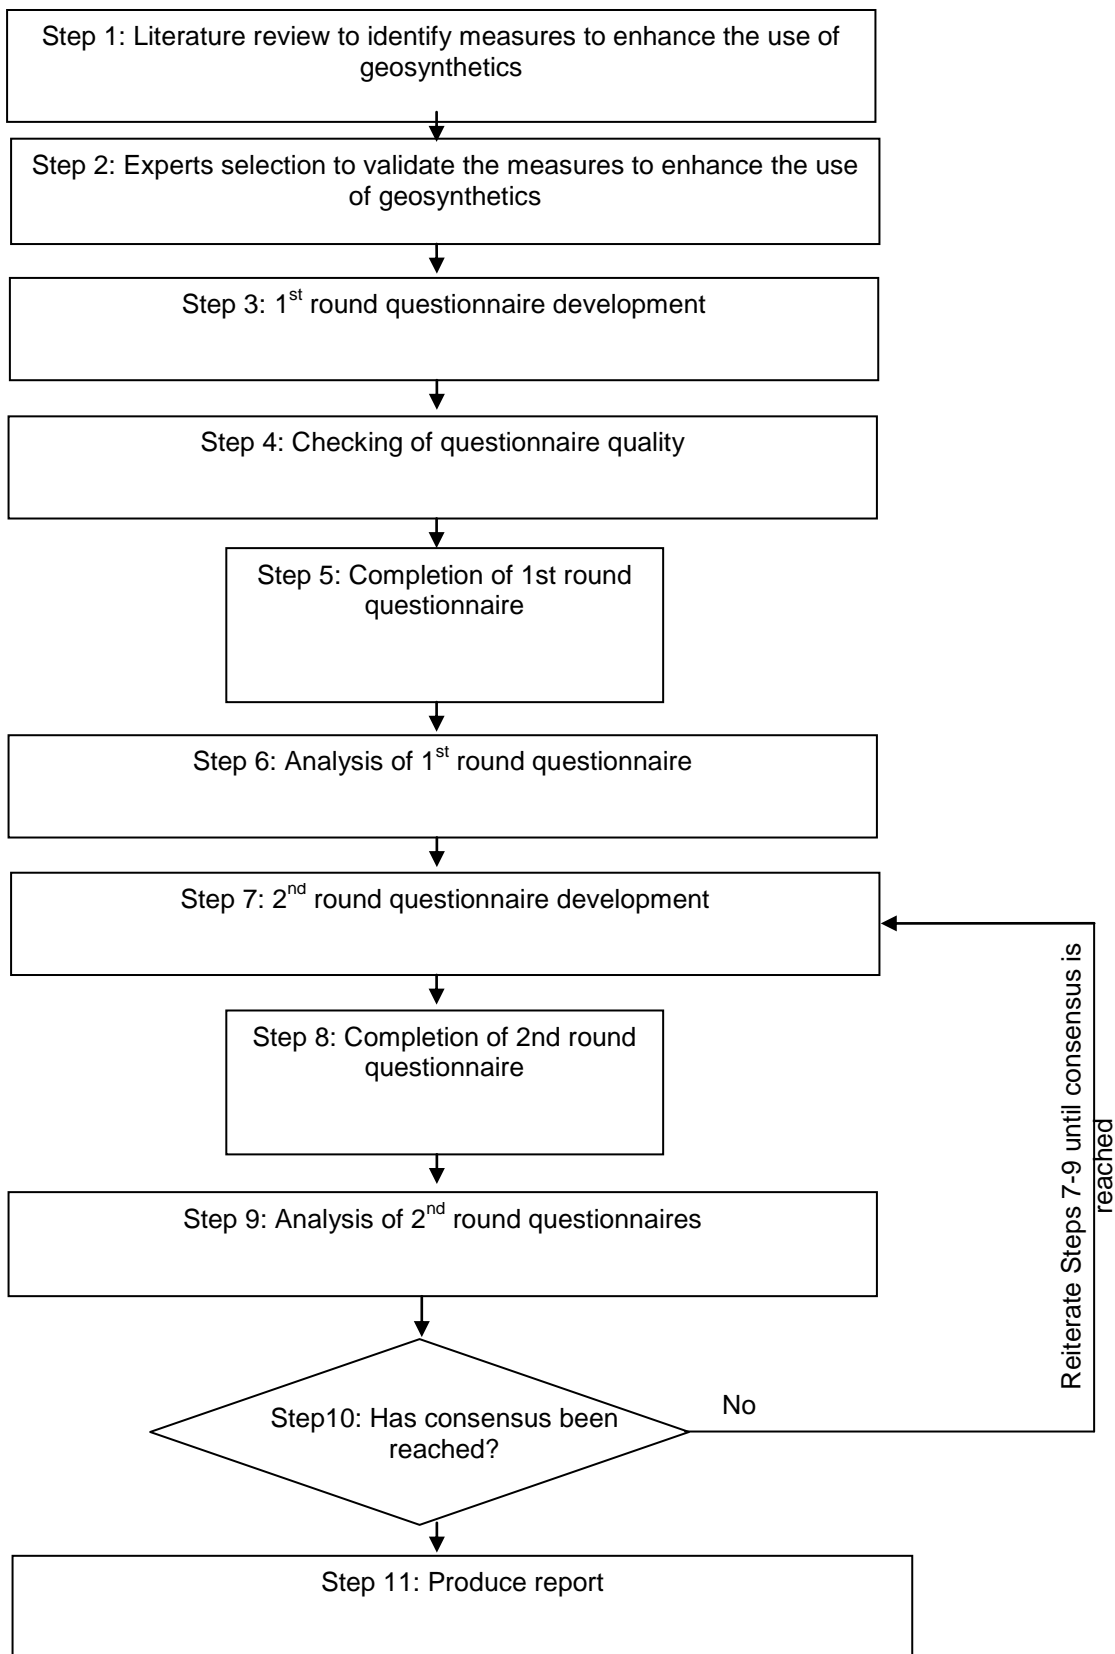 Step 1: Literature review to identify measures to enhance the use of
geosynthetics
Step 2: Experts selection to validate the measures to enhance the use
of geosynthetics
Step 3: 1st round questionnaire development
Step 4: Checking of questionnaire quality
Step 5: Completion of 1st round
questionnaire
Step 6: Analysis of 1st round questionnaire
Step 7: 2nd round questionnaire development
Step 8: Completion of 2nd round
questionnaire
Step 9: Analysis of 2nd round questionnaires
Step10: Has consensus been
reached?
No
Reiterate Steps 7-9 until consensus is
reached
Step 11: Produce report